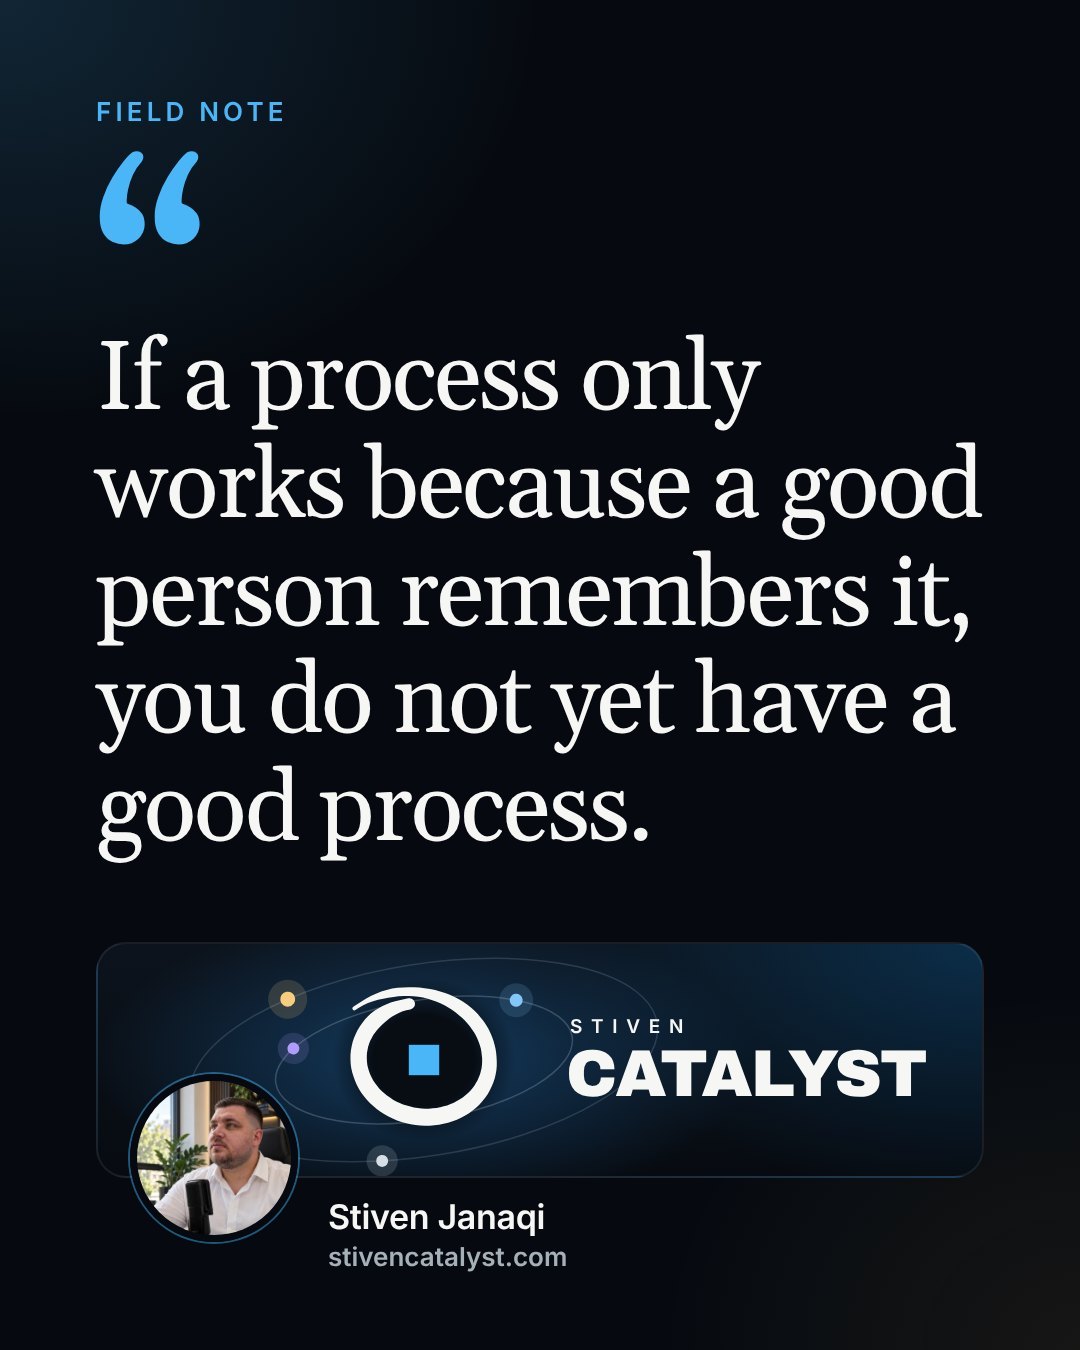 FIELD NOTE
“
If a process only
works because a good
person remembers it,
you do not yet have a
good process.
STIVEN
CATALYST
Stiven Janaqi
stivencatalyst.com